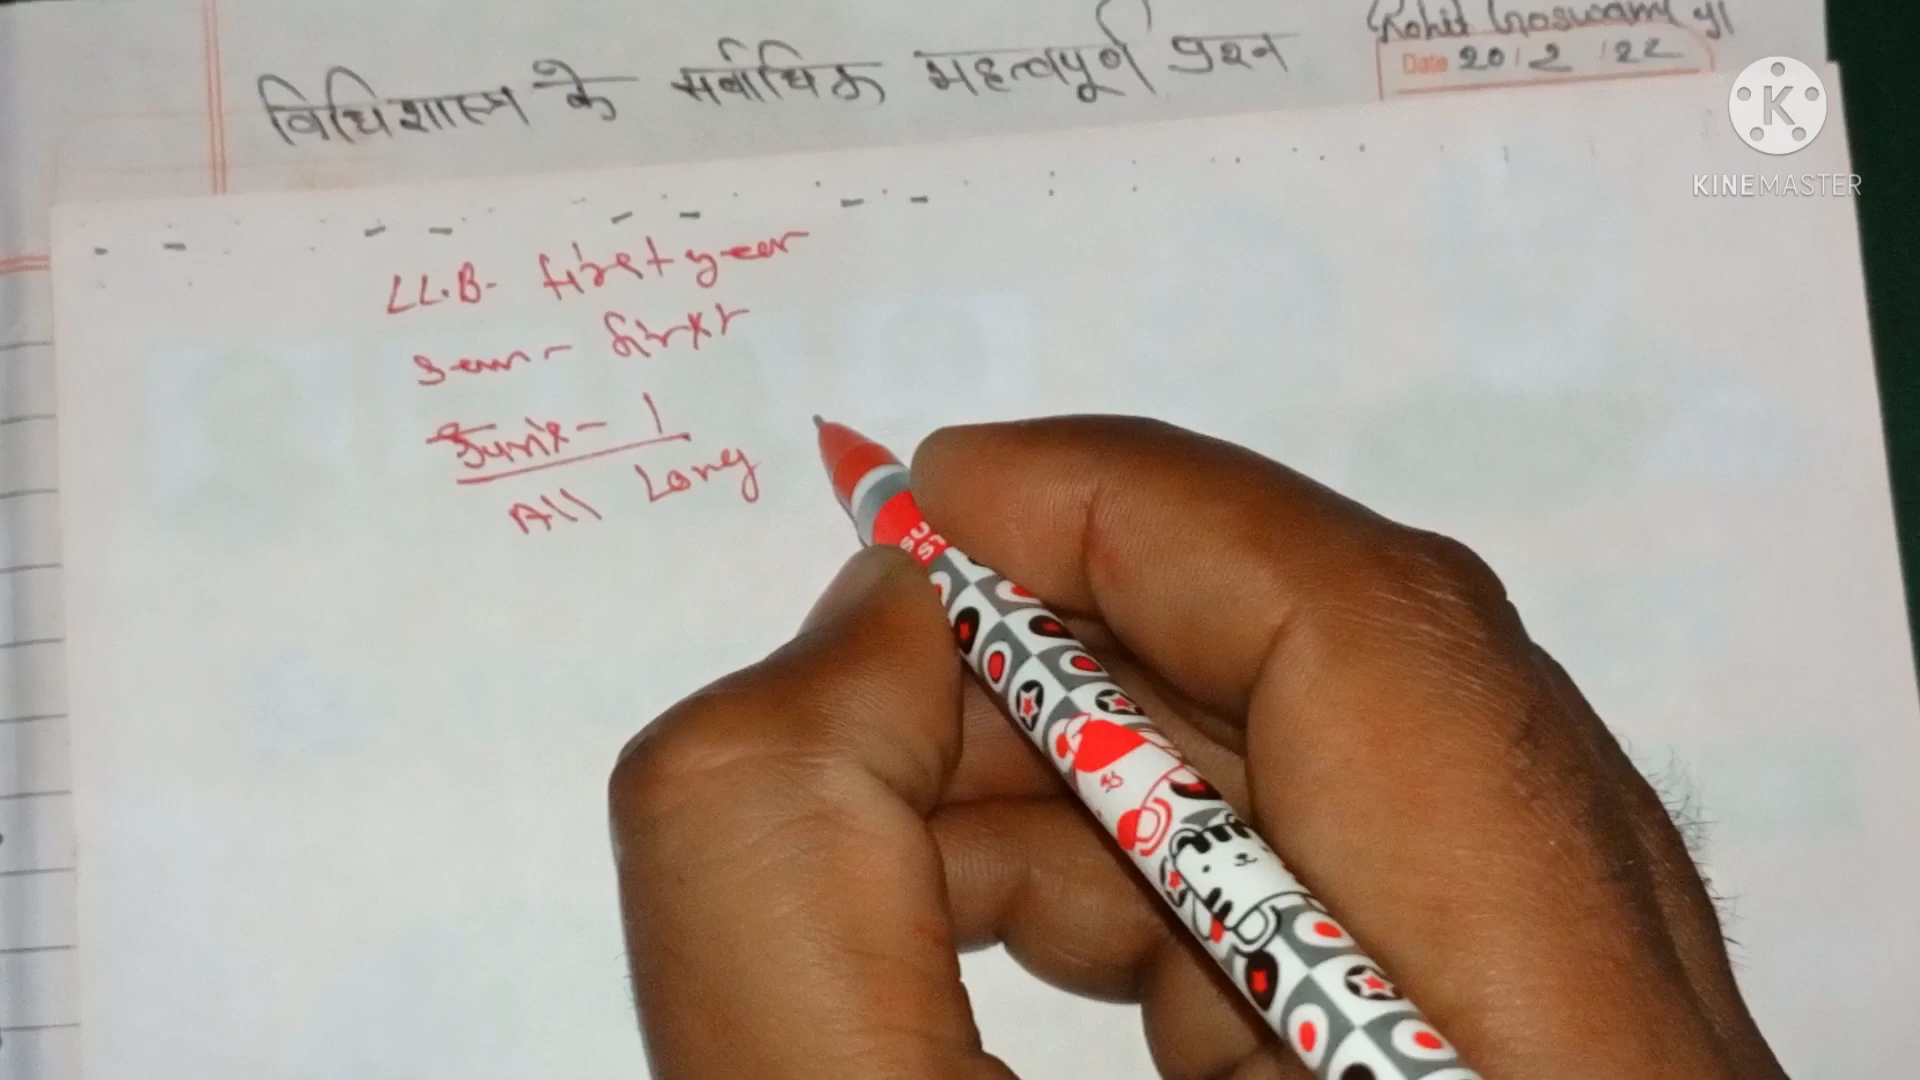 Rohit Goswami
विधिशास्त्र के सर्वाधिक महत्वपूर्ण प्रश्न
Date 20/2/22
KINEMASTER
LL.B. first year
sem - first
Juris - 1
All Long